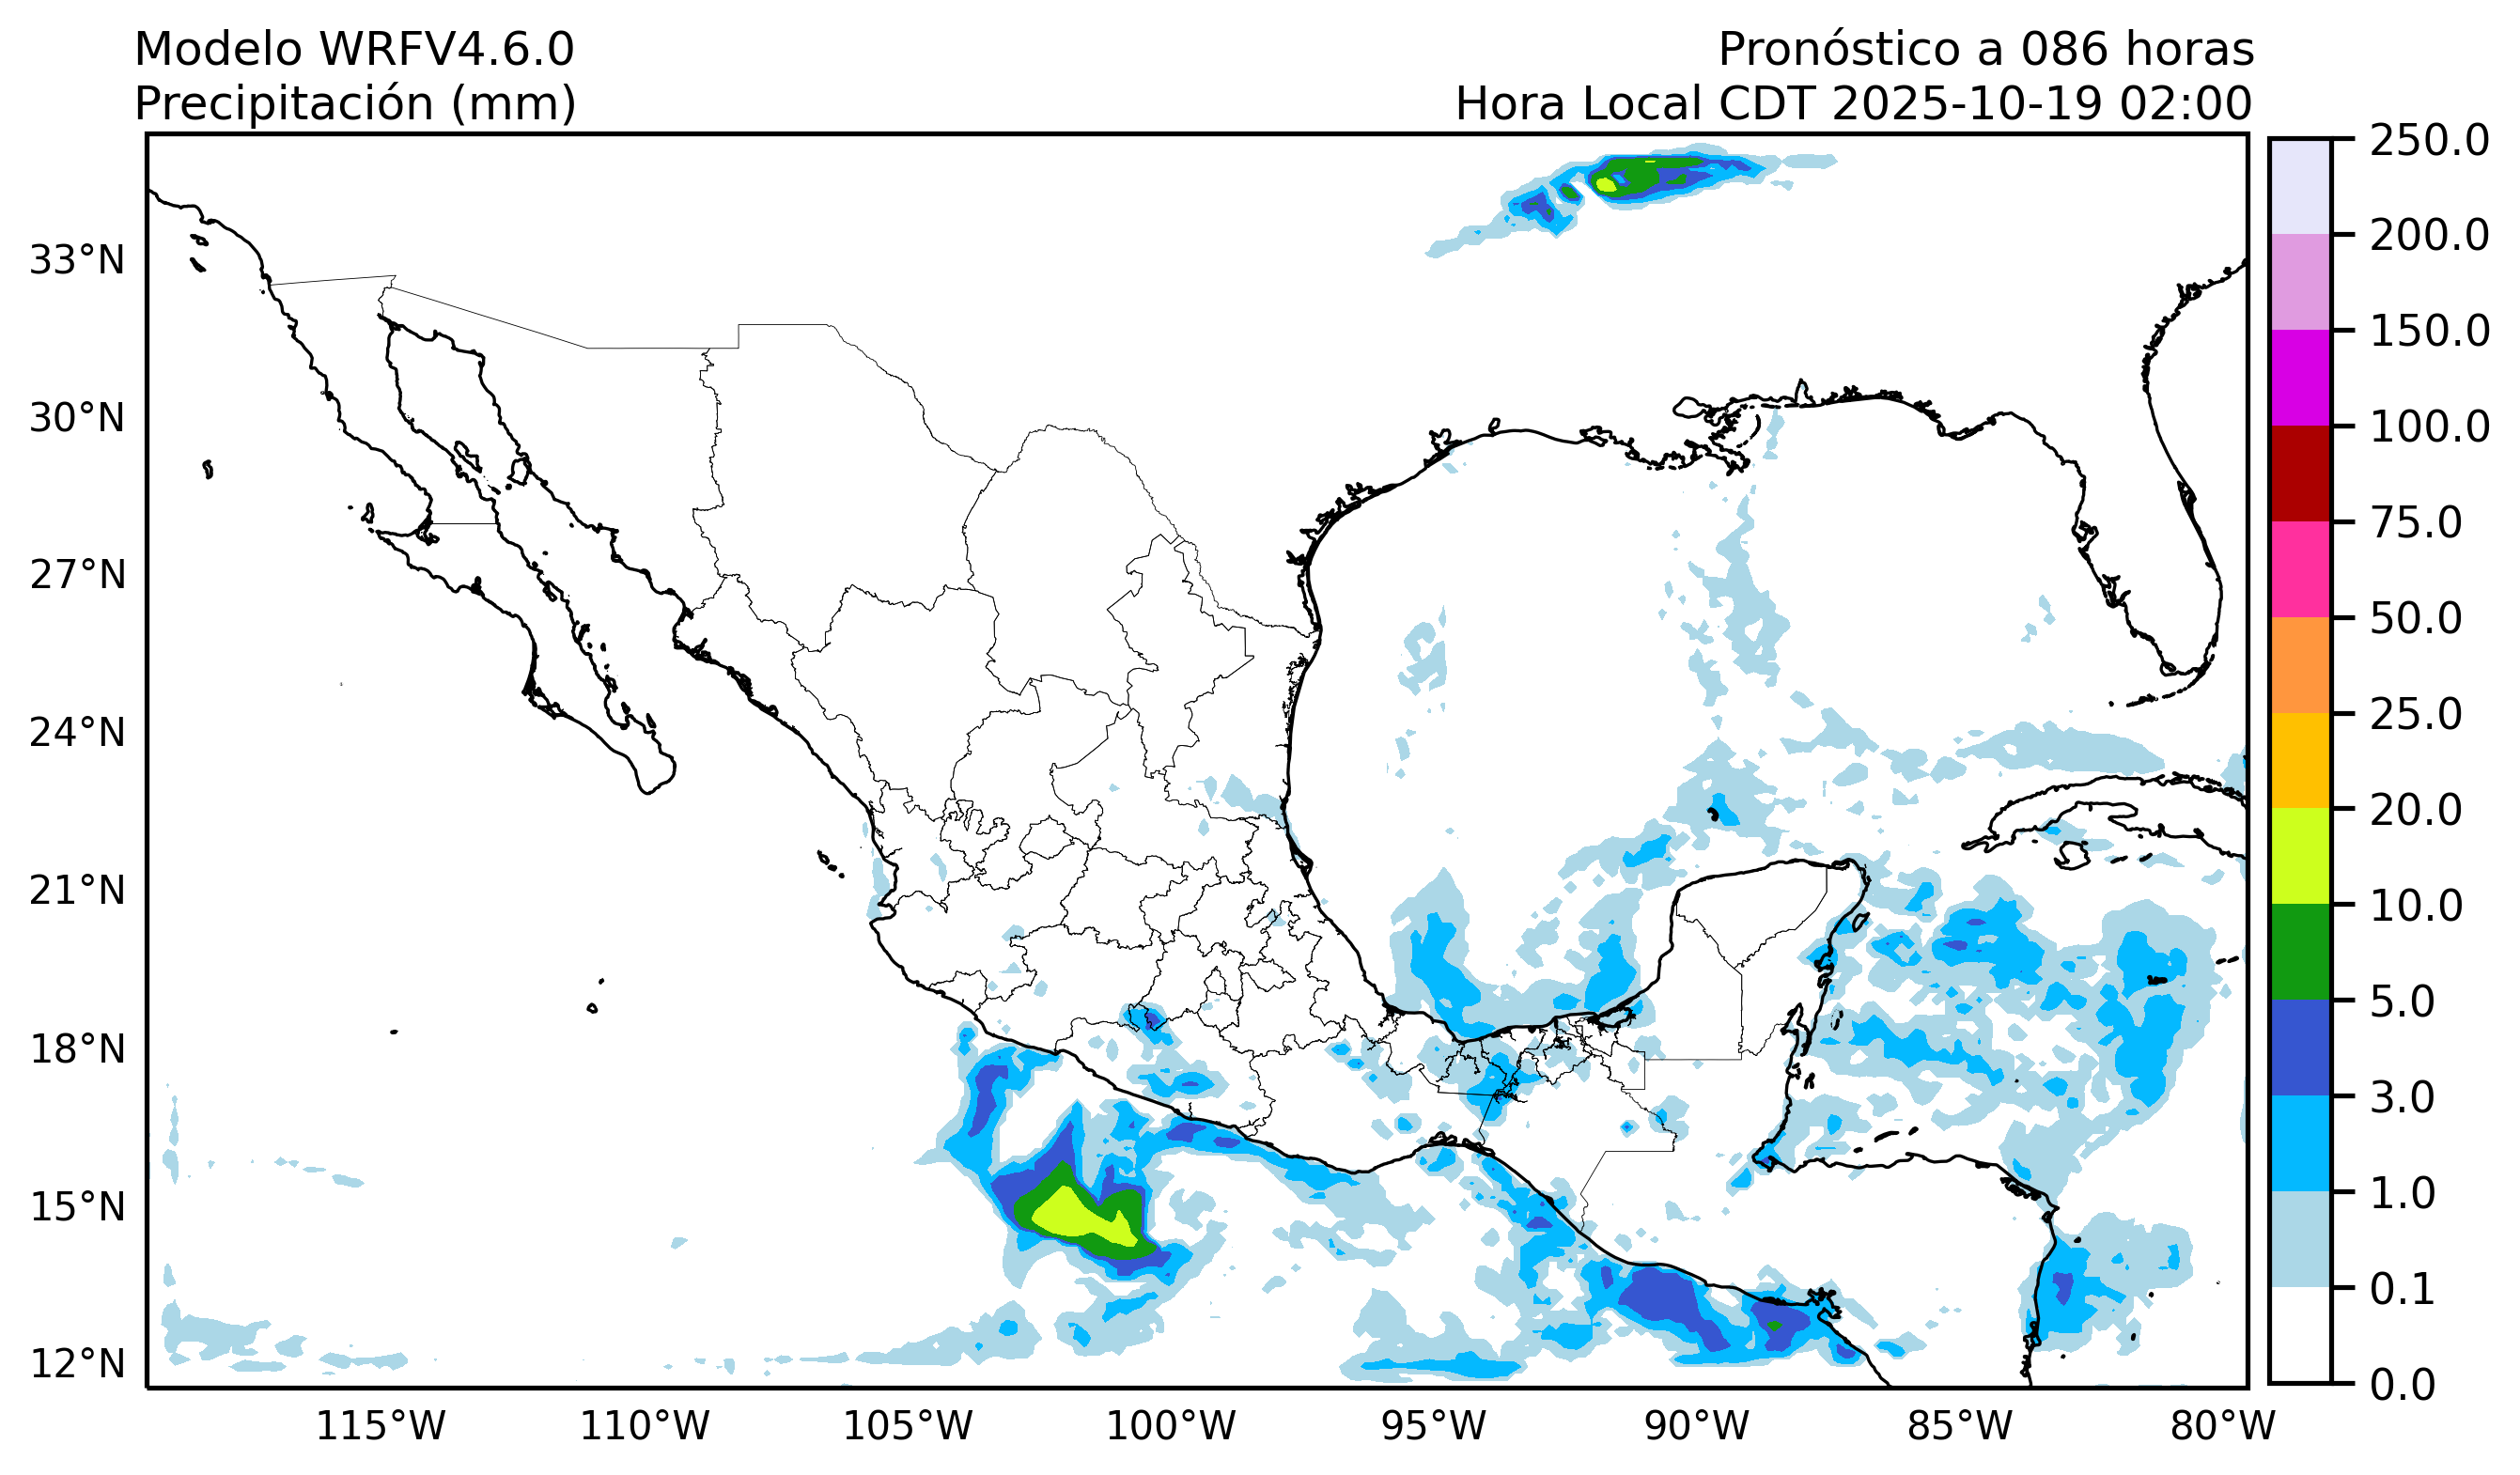 Modelo WRFV4.6.0
Precipitación (mm)
Pronóstico a 086 horas
Hora Local CDT 2025-10-19 02:00
33°N
30°N
27°N
24°N
21°N
18°N
15°N
12°N
115°W
110°W
105°W
100°W
95°W
90°W
85°W
80°W
250.0
200.0
150.0
100.0
75.0
50.0
25.0
20.0
10.0
5.0
3.0
1.0
0.1
0.0